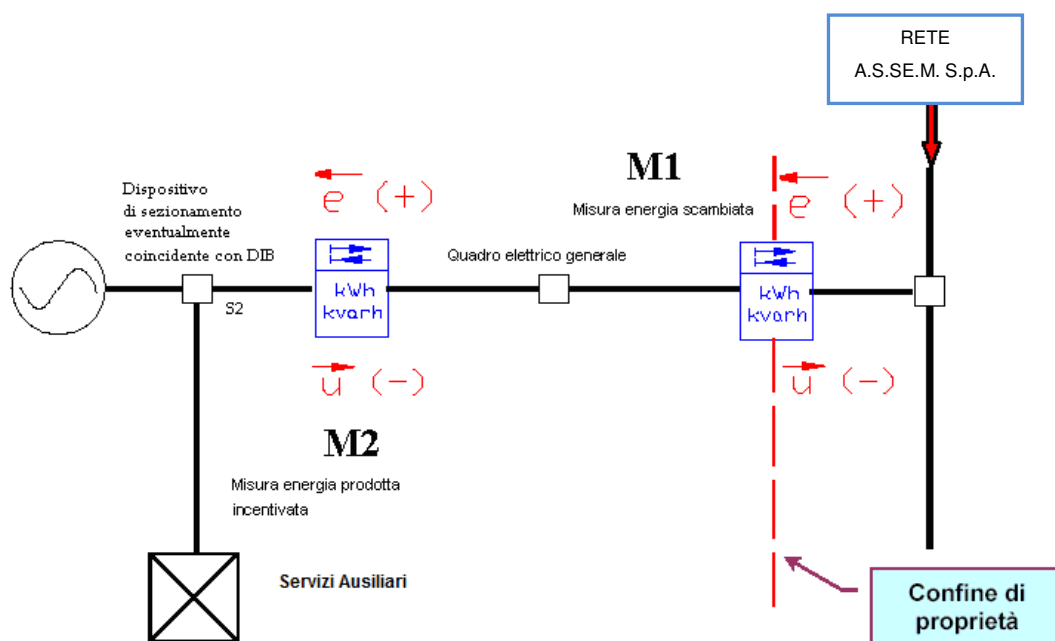 RETE
A.S.SE.M. S.p.A.
M1
Misura energia scambiata
e (+)
e (+)
Dispositivo
di sezionamento
eventualmente
coincidente con DIB
Quadro elettrico generale
kWh
kvarh
kWh
kvarh
S2
u (-)
u (-)
M2
Misura energia prodotta
incentivata
Servizi Ausiliari
Confine di
proprietà